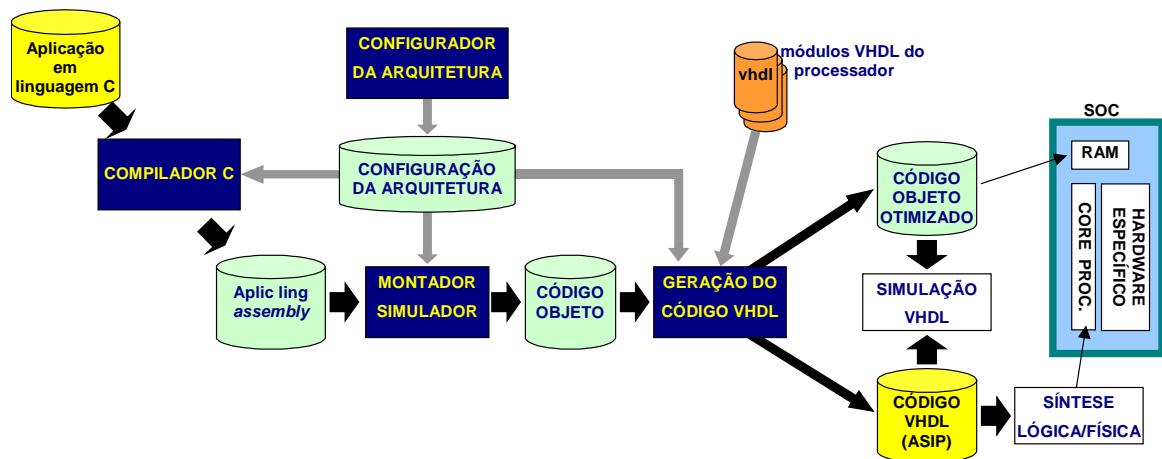 Aplicação
em
linguagem C
CONFIGURADOR
DA ARQUITETURA
vhdl
módulos VHDL do
processador
SOC
COMPILADOR C
CONFIGURAÇÃO
DA ARQUITETURA
CÓDIGO
OBJETO
OTIMIZADO
RAM
CORE PROC.
HARDWARE
ESPECÍFICO
Aplic ling
assembly
MONTADOR
SIMULADOR
CÓDIGO
OBJETO
GERAÇÃO DO
CÓDIGO VHDL
SIMULAÇÃO
VHDL
CÓDIGO
VHDL
(ASIP)
SÍNTESE
LÓGICA/FÍSICA